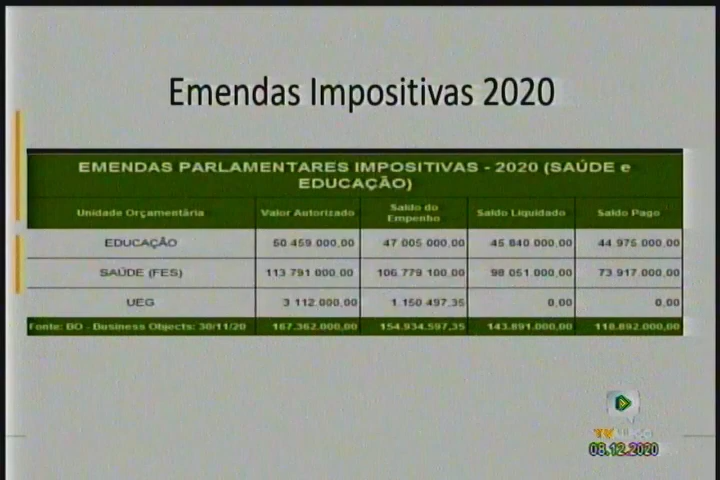 Emendas Impositivas 2020
EMENDAS PARLAMENTARES IMPOSITIVAS - 2020 (SAÚDE e
EDUCAÇÃO)
Unidade Orçamentária Valor Autorizado Saldo do Empenho Saldo Liquidado Saldo Pago
EDUCAÇÃO 50.459.000,00 47.005.000,00 45.840.000,00 44.975.000,00
SAÚDE (FES) 113.791.000,00 106.779.100,00 98.051.000,00 73.917.000,00
UEG 3.112.000,00 1.150.497,35 0,00 0,00
Fonte: BO - Business Objects: 30/11/20 167.362.000,00 154.934.597,35 143.891.000,00 118.892.000,00
TV
08.12.2020